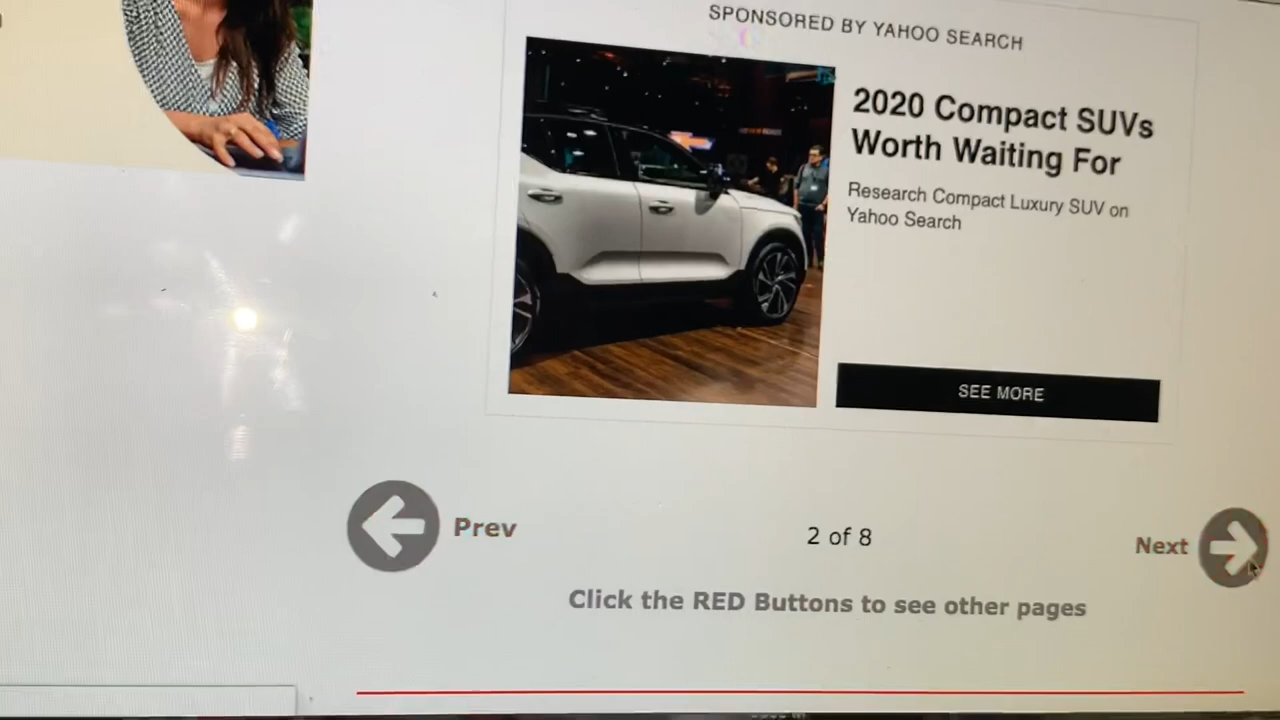 SPONSORED BY YAHOO SEARCH
2020 Compact SUVs
Worth Waiting For
Research Compact Luxury SUV on
Yahoo Search
SEE MORE
Prev
2 of 8
Next
Click the RED Buttons to see other pages